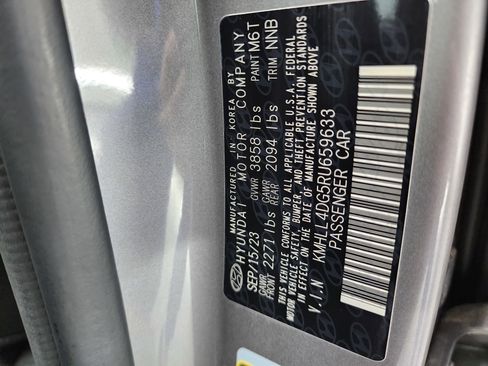 MANUFACTURED IN KOREA BY
HYUNDAI MOTOR COMPANY
SEP/15/23 GVWR 3858 lbs PAINT M6T
GAWR FRONT 2271 lbs GAWR REAR 2094 lbs TRIM NNB
THIS VEHICLE CONFORMS TO ALL APPLICABLE U.S.A. FEDERAL
MOTOR VEHICLE SAFETY, BUMPER, AND THEFT PREVENTION STANDARDS
IN EFFECT ON THE DATE OF MANUFACTURE SHOWN ABOVE
V.I.N KMHLL4DG5RU659633
PASSENGER CAR